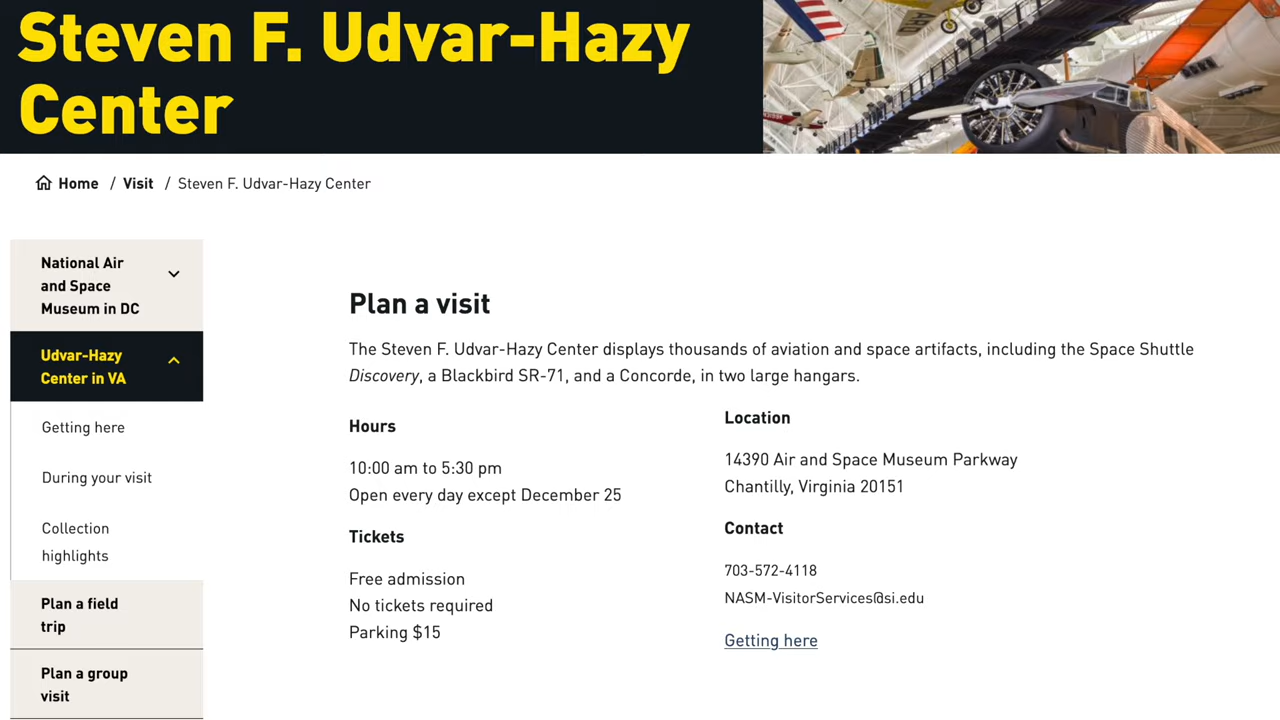 Steven F. Udvar-Hazy
Center
Home / Visit / Steven F. Udvar-Hazy Center
National Air
and Space
Museum in DC
Udvar-Hazy
Center in VA
Getting here
During your visit
Collection
highlights
Plan a field
trip
Plan a group
visit
Plan a visit
The Steven F. Udvar-Hazy Center displays thousands of aviation and space artifacts, including the Space Shuttle
Discovery, a Blackbird SR-71, and a Concorde, in two large hangars.
Hours
10:00 am to 5:30 pm
Open every day except December 25
Tickets
Free admission
No tickets required
Parking $15
Location
14390 Air and Space Museum Parkway
Chantilly, Virginia 20151
Contact
703-572-4118
NASM-VisitorServices@si.edu
Getting here